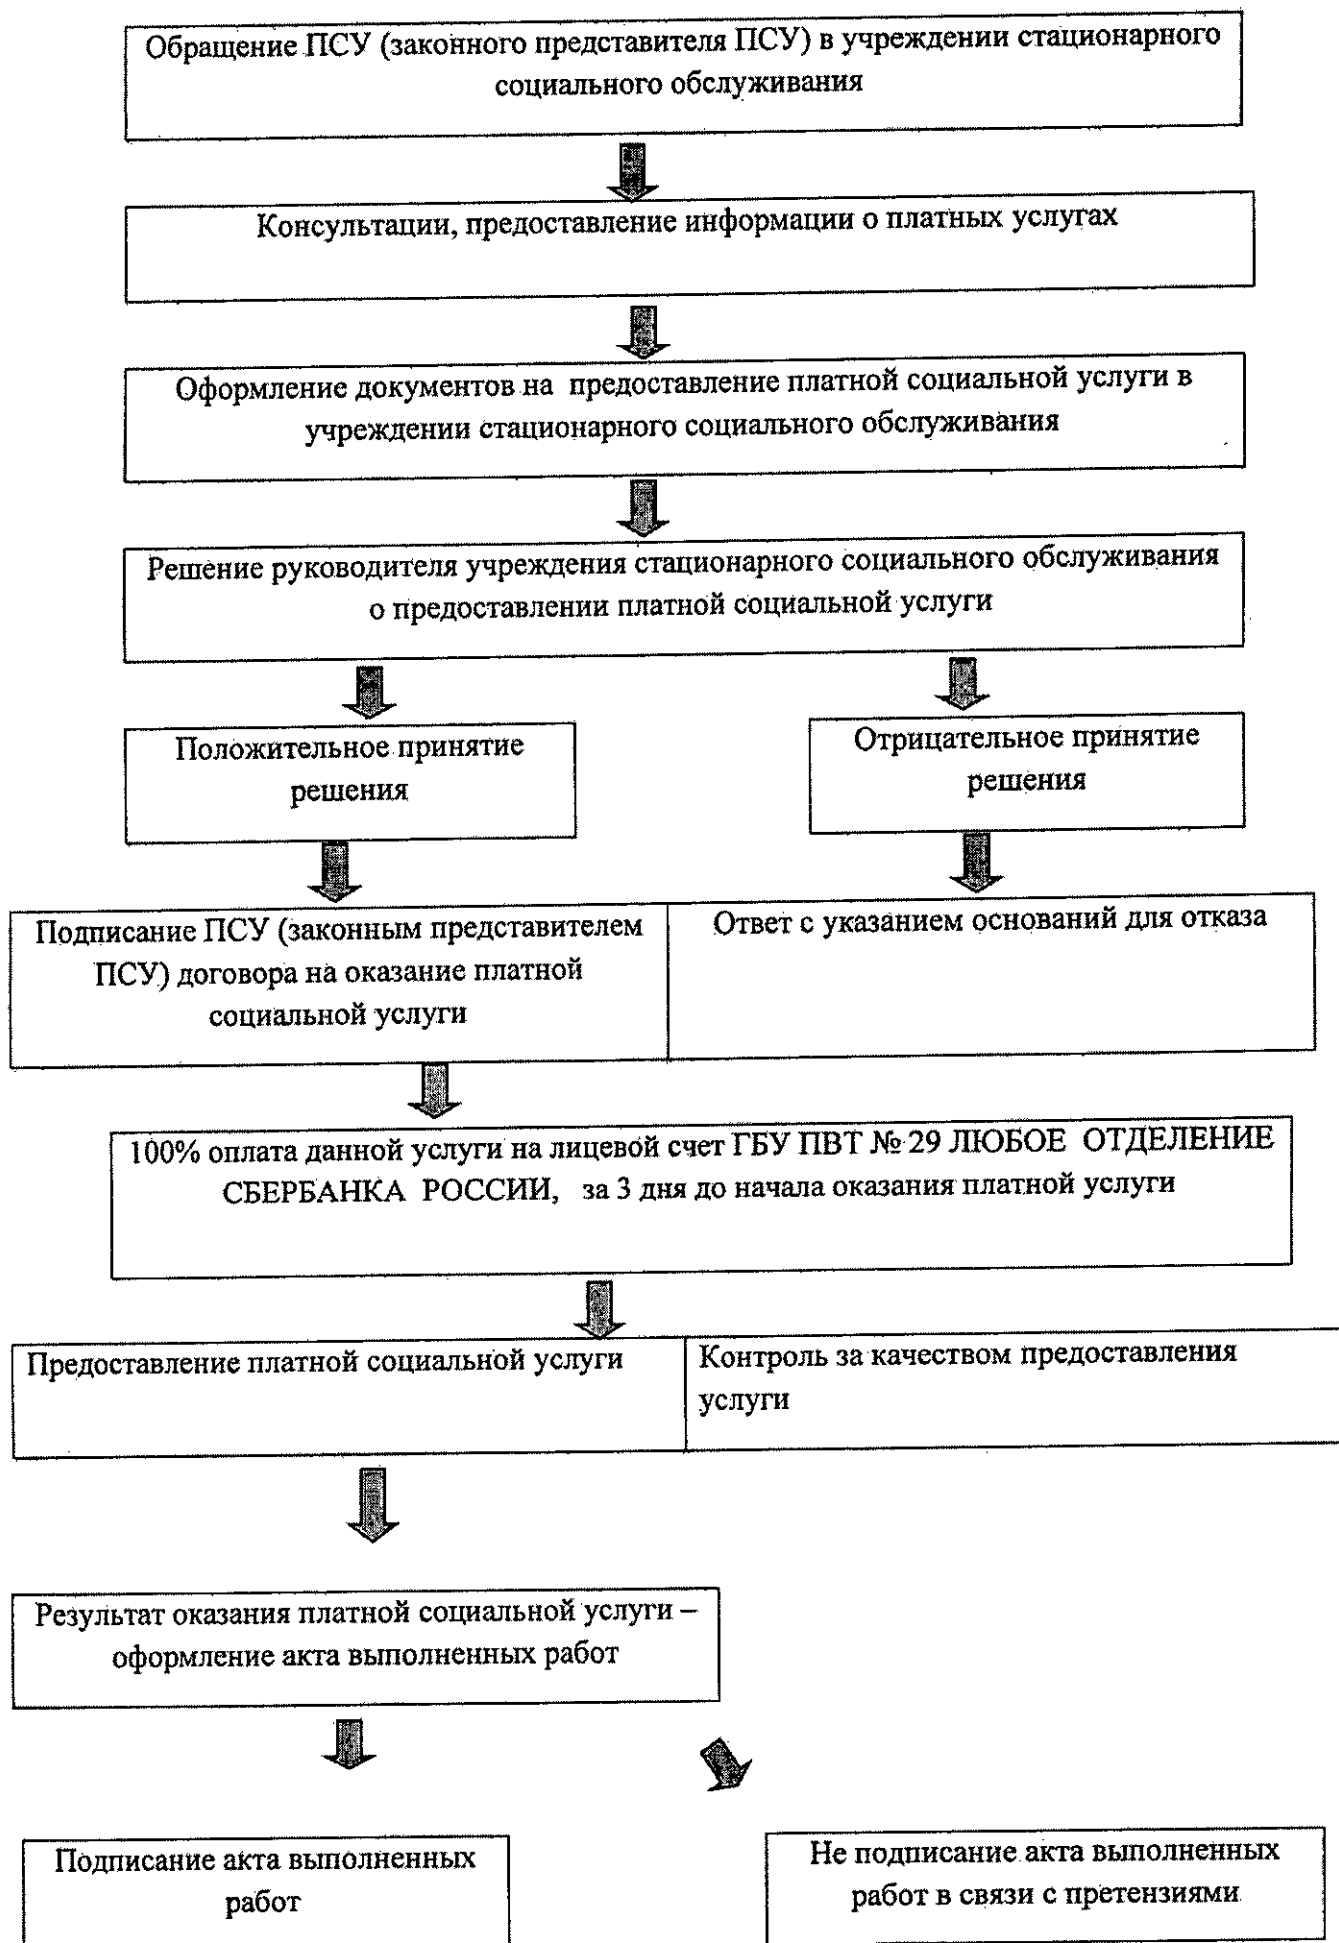 Обращение ПСУ (законного представителя ПСУ) в учреждении стационарного
социального обслуживания
Консультации, предоставление информации о платных услугах
Оформление документов на предоставление платной социальной услуги в
учреждении стационарного социального обслуживания
Решение руководителя учреждения стационарного социального обслуживания
о предоставлении платной социальной услуги
Положительное принятие
решения
Отрицательное принятие
решения
Подписание ПСУ (законным представителем
ПСУ) договора на оказание платной
социальной услуги
Ответ с указанием оснований для отказа
100% оплата данной услуги на лицевой счет ГБУ ПВТ № 29 ЛЮБОЕ ОТДЕЛЕНИЕ
СБЕРБАНКА РОССИИ, за 3 дня до начала оказания платной услуги
Предоставление платной социальной услуги
Контроль за качеством предоставления
услуги
Результат оказания платной социальной услуги –
оформление акта выполненных работ
Подписание акта выполненных
работ
Не подписание акта выполненных
работ в связи с претензиями